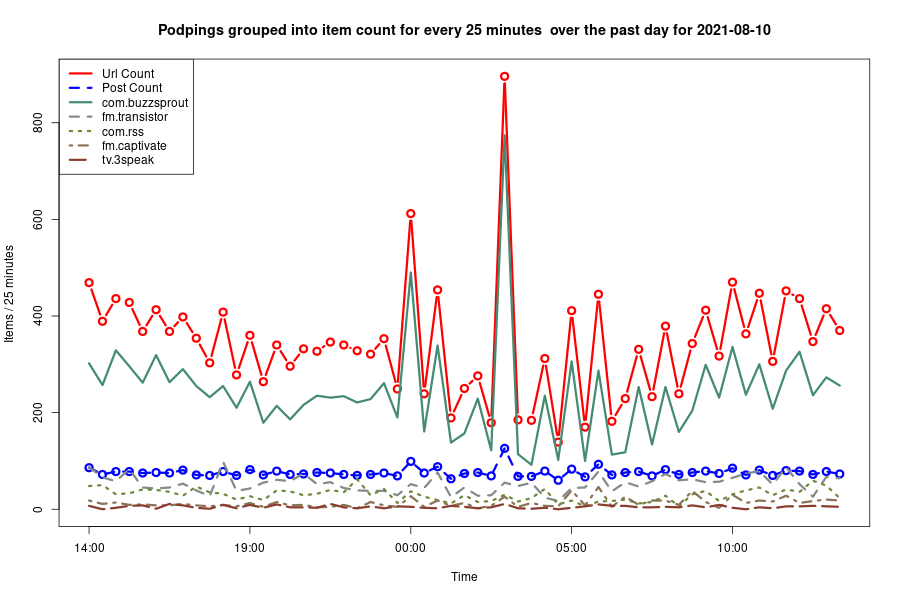 Podpings grouped into item count for every 25 minutes  over the past day for 2021-08-10
Url Count
Post Count
com.buzzsprout
fm.transistor
com.rss
fm.captivate
tv.3speak
Items / 25 minutes
800
600
400
200
0
14:00
19:00
00:00
05:00
10:00
Time